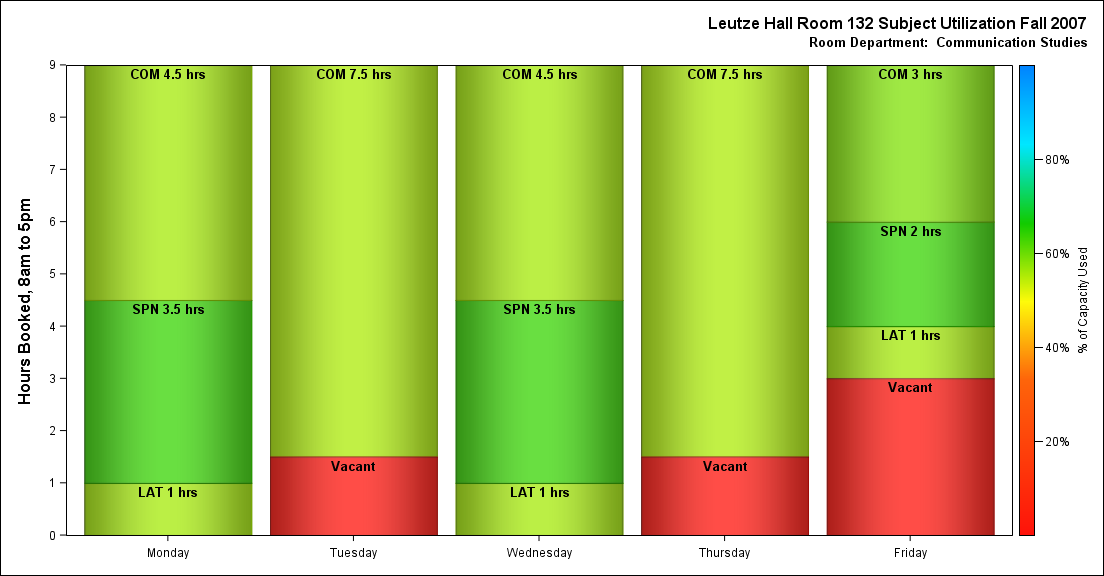 Leutze Hall Room 132 Subject Utilization Fall 2007
Room Department:  Communication Studies
Hours Booked, 8am to 5pm
9
8
7
6
5
4
3
2
1
0
COM 4.5 hrs
SPN 3.5 hrs
LAT 1 hrs
COM 7.5 hrs
Vacant
COM 4.5 hrs
SPN 3.5 hrs
LAT 1 hrs
COM 7.5 hrs
Vacant
COM 3 hrs
SPN 2 hrs
LAT 1 hrs
Vacant
Monday
Tuesday
Wednesday
Thursday
Friday
80%
60%
40%
20%
% of Capacity Used